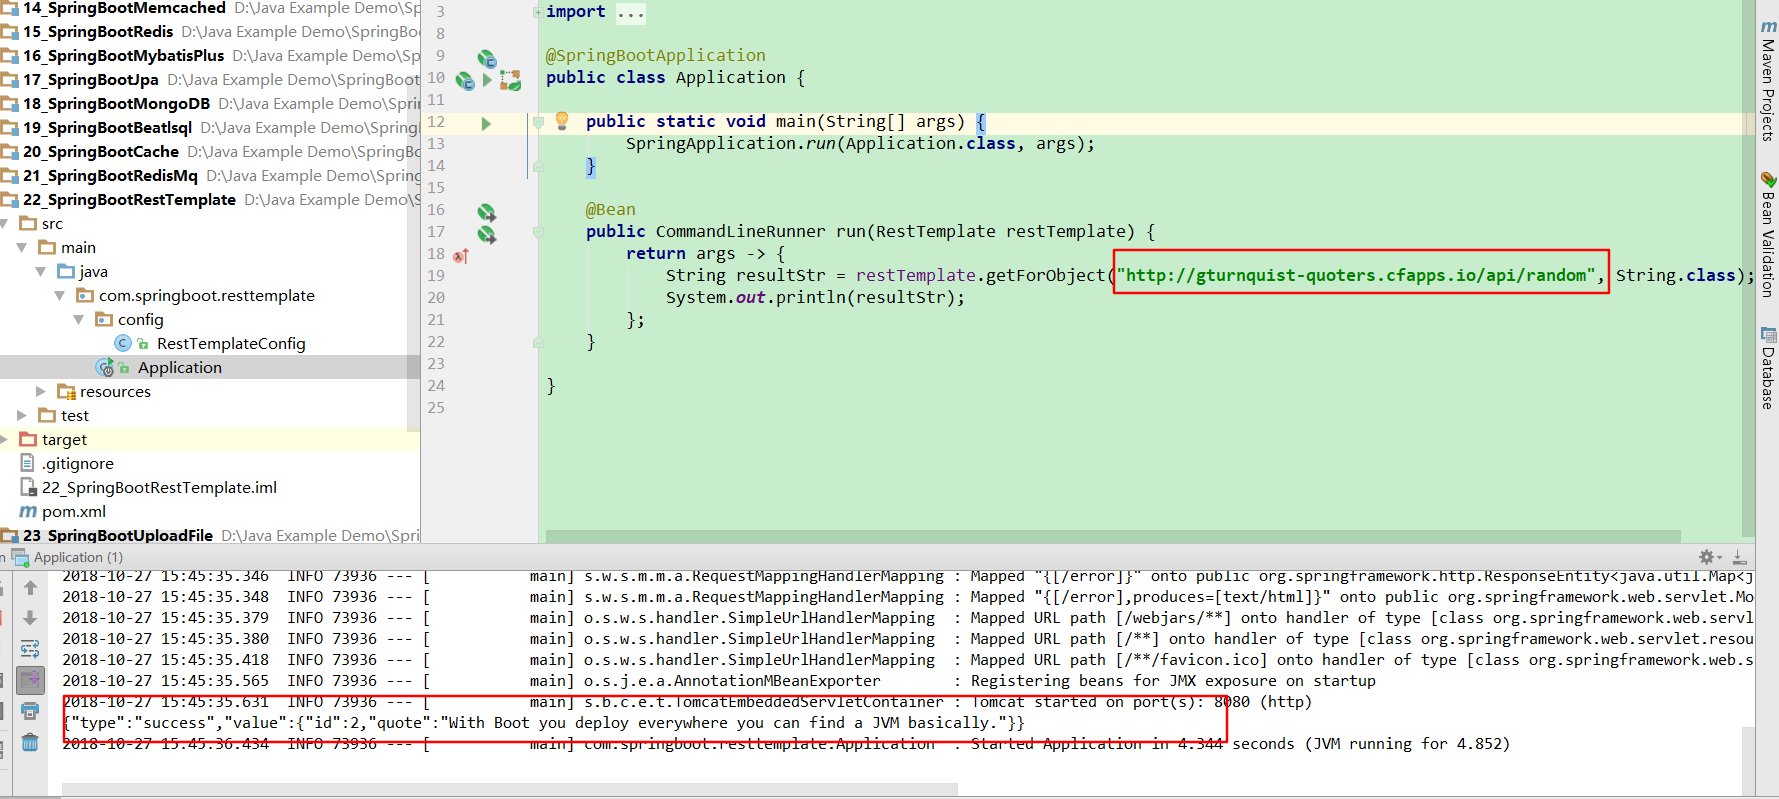 14_SpringBootMemcached D:\Java Example Demo\Sp
15_SpringBootRedis D:\Java Example Demo\SpringBoo
16_SpringBootMybatisPlus D:\Java Example Demo\Sp
17_SpringBootJpa D:\Java Example Demo\SpringBoot
18_SpringBootMongoDB D:\Java Example Demo\Sprin
19_SpringBootBeatlsql D:\Java Example Demo\Spring
20_SpringBootCache D:\Java Example Demo\SpringBo
21_SpringBootRedisMq D:\Java Example Demo\Spring
22_SpringBootRestTemplate D:\Java Example Demo\S
src
main
java
com.springboot.resttemplate
config
RestTemplateConfig
Application
resources
test
target
.gitignore
22_SpringBootRestTemplate.iml
pom.xml
23_SpringBootUploadFile D:\Java Example Demo\Spri
3 import ...
8
9 @SpringBootApplication
10 public class Application {
11
12 public static void main(String[] args) {
13 SpringApplication.run(Application.class, args);
14 }
15
16 @Bean
17 public CommandLineRunner run(RestTemplate restTemplate) {
18 return args -> {
19 String resultStr = restTemplate.getForObject("http://gturnquist-quoters.cfapps.io/api/random", String.class);
20 System.out.println(resultStr);
21 };
22 }
23
24 }
25
Maven Projects
Bean Validation
Database
Application (1)
2018-10-27 15:45:35.346 INFO 73936 --- [ main] s.w.s.m.m.a.RequestMappingHandlerMapping : Mapped "{[/error]}" onto public org.springframework.http.ResponseEntity<java.util.Map<j
2018-10-27 15:45:35.348 INFO 73936 --- [ main] s.w.s.m.m.a.RequestMappingHandlerMapping : Mapped "{[/error],produces=[text/html]}" onto public org.springframework.web.servlet.Mo
2018-10-27 15:45:35.379 INFO 73936 --- [ main] o.s.w.s.handler.SimpleUrlHandlerMapping : Mapped URL path [/webjars/**] onto handler of type [class org.springframework.web.servl
2018-10-27 15:45:35.380 INFO 73936 --- [ main] o.s.w.s.handler.SimpleUrlHandlerMapping : Mapped URL path [/**] onto handler of type [class org.springframework.web.servlet.resou
2018-10-27 15:45:35.418 INFO 73936 --- [ main] o.s.w.s.handler.SimpleUrlHandlerMapping : Mapped URL path [/**/favicon.ico] onto handler of type [class org.springframework.web.s
2018-10-27 15:45:35.565 INFO 73936 --- [ main] o.s.j.e.a.AnnotationMBeanExporter : Registering beans for JMX exposure on startup
2018-10-27 15:45:35.631 INFO 73936 --- [ main] s.b.c.e.t.TomcatEmbeddedServletContainer : Tomcat started on port(s): 8080 (http)
{"type":"success","value":{"id":2,"quote":"With Boot you deploy everywhere you can find a JVM basically."}}
2018-10-27 15:45:36.434 INFO 73936 --- [ main] com.springboot.resttemplate.Application : Started Application in 4.344 seconds (JVM running for 4.852)